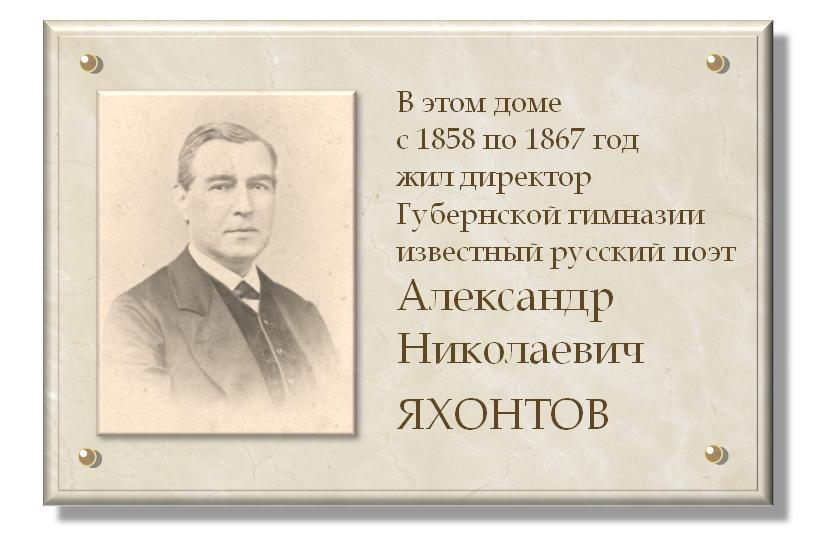 В этом доме
с 1858 по 1867 год
жил директор
Губернской гимназии
известный русский поэт
Александр
Николаевич
ЯХОНТОВ